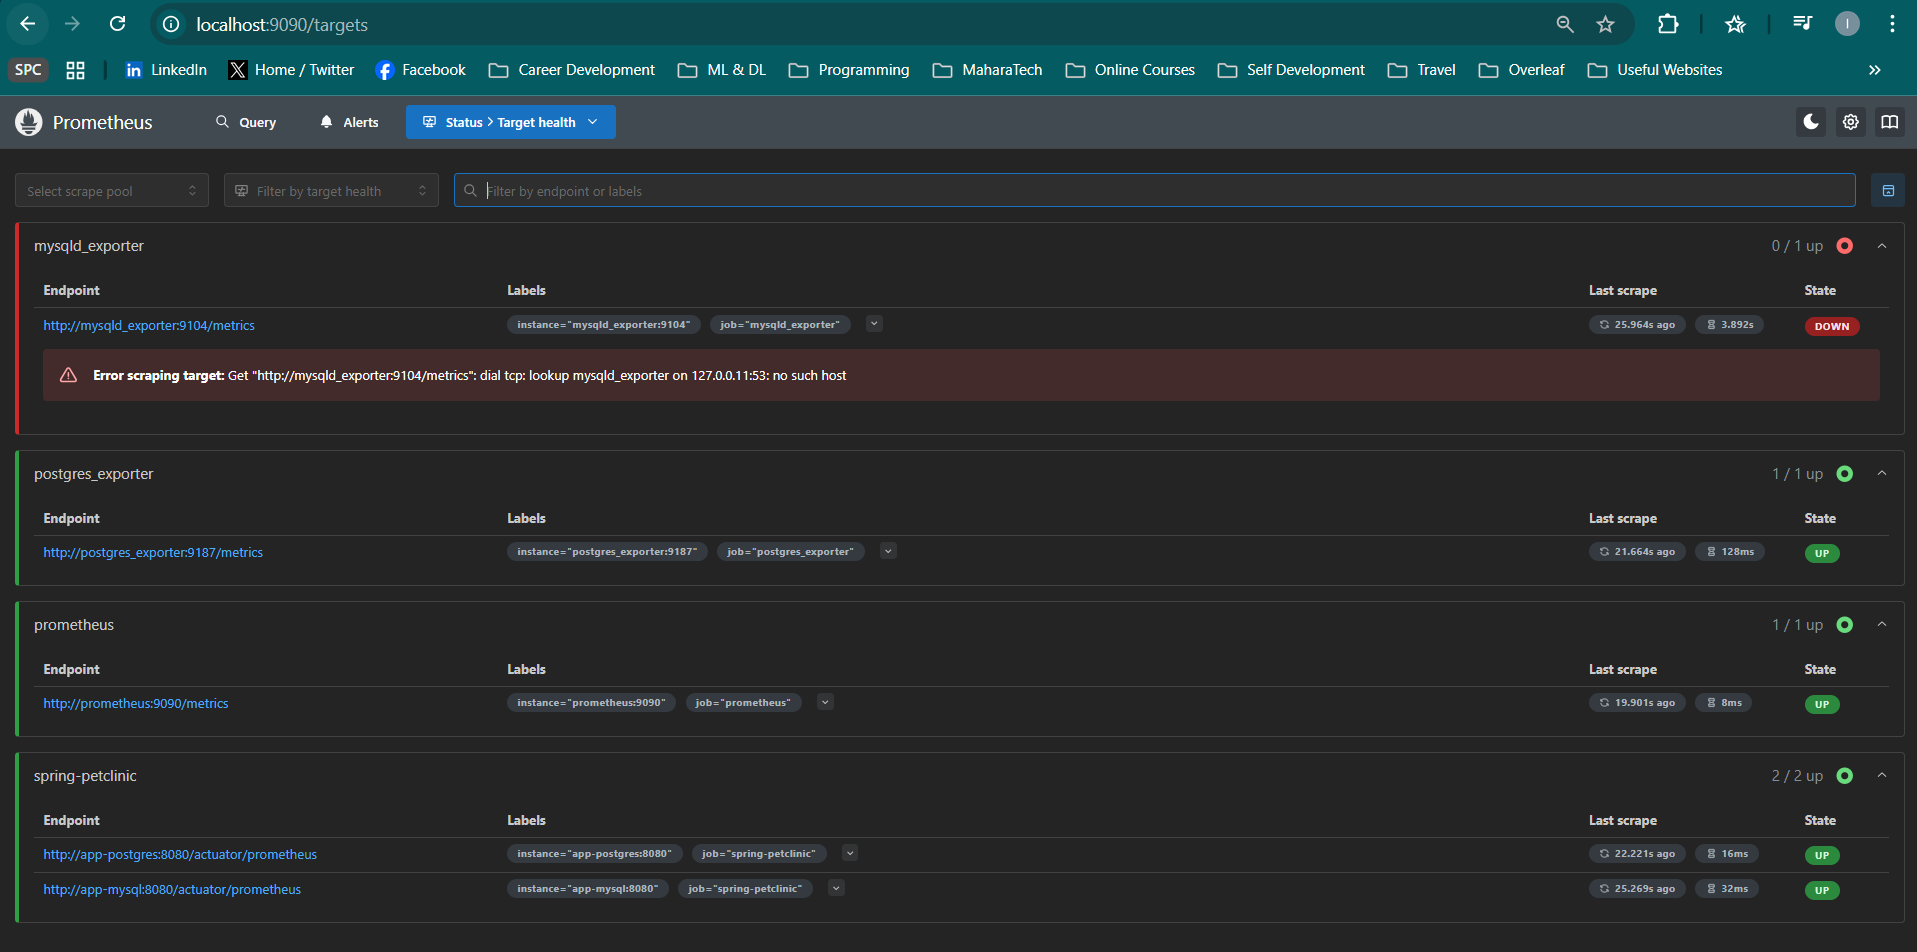 localhost:9090/targets
I
SPC
LinkedIn Home / Twitter Facebook Career Development ML & DL Programming MaharaTech Online Courses Self Development Travel Overleaf Useful Websites
Prometheus Query Alerts Status > Target health
Select scrape pool Filter by target health Filter by endpoint or labels
mysqld_exporter 0 / 1 up
Endpoint Labels Last scrape State
http://mysqld_exporter:9104/metrics instance="mysqld_exporter:9104" job="mysqld_exporter" 25.964s ago 3.892s DOWN
Error scraping target: Get "http://mysqld_exporter:9104/metrics": dial tcp: lookup mysqld_exporter on 127.0.0.11:53: no such host
postgres_exporter 1 / 1 up
Endpoint Labels Last scrape State
http://postgres_exporter:9187/metrics instance="postgres_exporter:9187" job="postgres_exporter" 21.664s ago 128ms UP
prometheus 1 / 1 up
Endpoint Labels Last scrape State
http://prometheus:9090/metrics instance="prometheus:9090" job="prometheus" 19.901s ago 8ms UP
spring-petclinic 2 / 2 up
Endpoint Labels Last scrape State
http://app-postgres:8080/actuator/prometheus instance="app-postgres:8080" job="spring-petclinic" 22.221s ago 16ms UP
http://app-mysql:8080/actuator/prometheus instance="app-mysql:8080" job="spring-petclinic" 25.269s ago 32ms UP